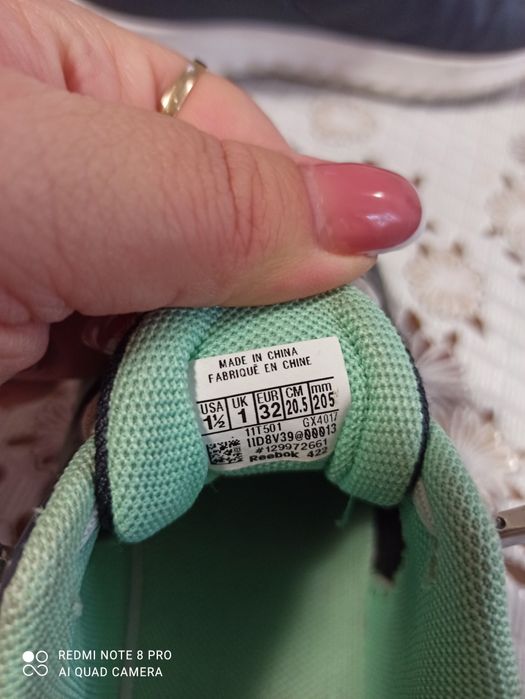 MADE IN CHINA
FABRIQUÉ EN CHINE
USA UK EUR CM mm
1½ 1 32 20.5 205
11T501 GX4017
IID8V39@00013
#129972661
Reebok 422
REDMI NOTE 8 PRO
AI QUAD CAMERA